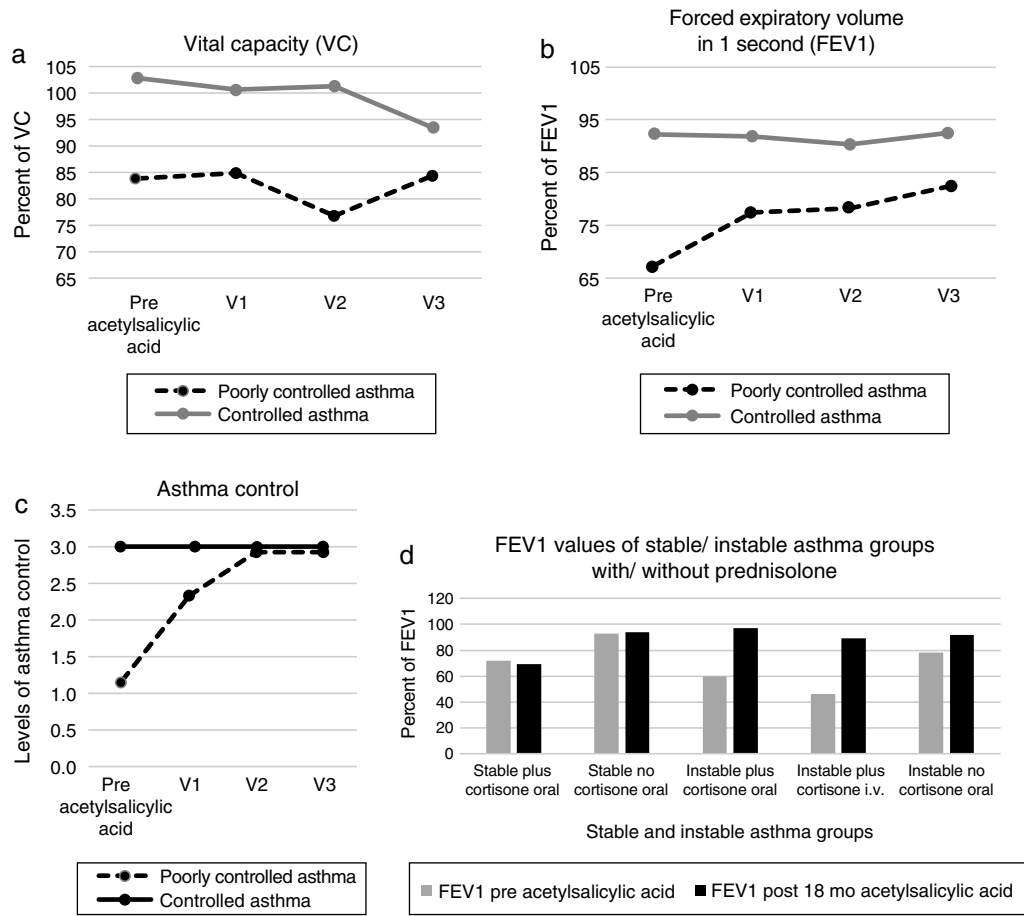 a
Vital capacity (VC)
Percent of VC
105
100
95
90
85
80
75
70
65
Pre
acetylsalicylic
acid
V1
V2
V3
Poorly controlled asthma
Controlled asthma
b
Forced expiratory volume
in 1 second (FEV1)
Percent of FEV1
105
95
85
75
65
Pre
acetylsalicylic
acid
V1
V2
V3
Poorly controlled asthma
Controlled asthma
c
Asthma control
Levels of asthma control
3.5
3.0
2.5
2.0
1.5
1.0
0.5
0.0
Pre
acetylsalicylic
acid
V1
V2
V3
Poorly controlled asthma
Controlled asthma
d
FEV1 values of stable/ instable asthma groups
with/ without prednisolone
Percent of FEV1
120
100
80
60
40
20
0
Stable plus
cortisone oral
Stable no
cortisone oral
Instable plus
cortisone oral
Instable plus
cortisone i.v.
Instable no
cortisone oral
Stable and instable asthma groups
FEV1 pre acetylsalicylic acid
FEV1 post 18 mo acetylsalicylic acid